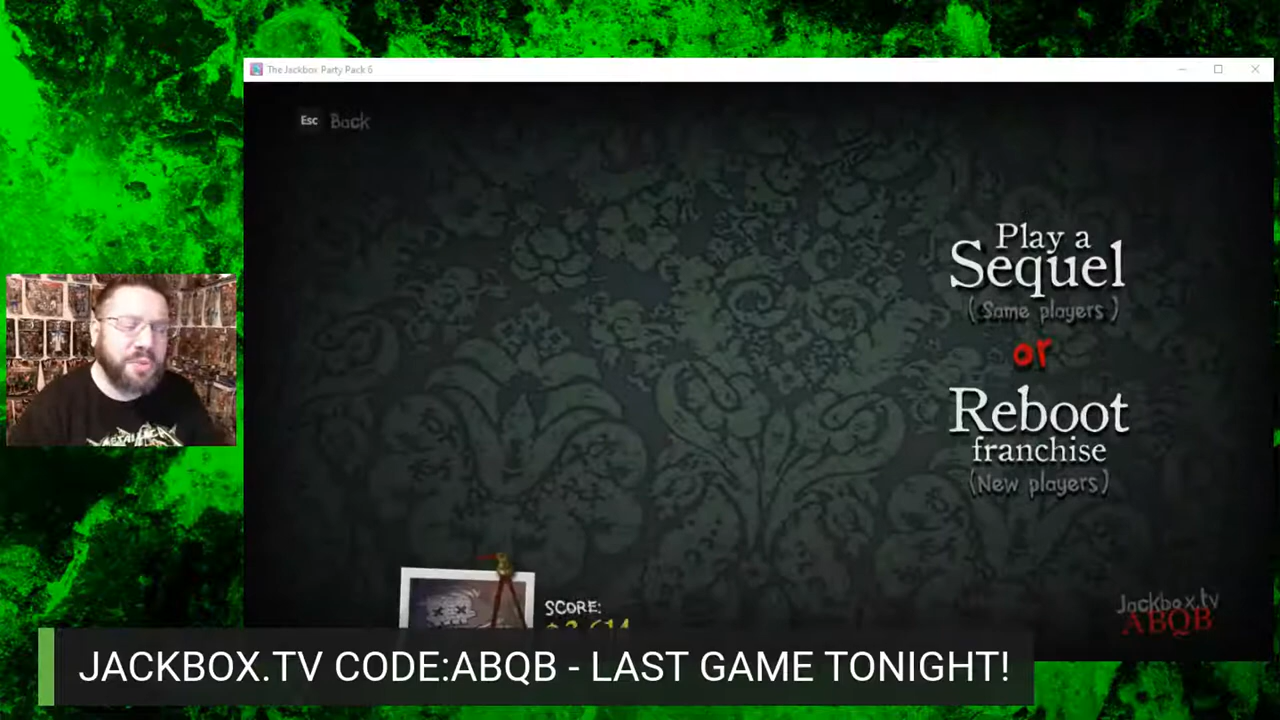 The Jackbox Party Pack 6
Esc Back
Play a
Sequel
(Same players)
or
Reboot
franchise
(New players)
SCORE:
Jackbox.tv
ABQB
JACKBOX.TV CODE:ABQB - LAST GAME TONIGHT!